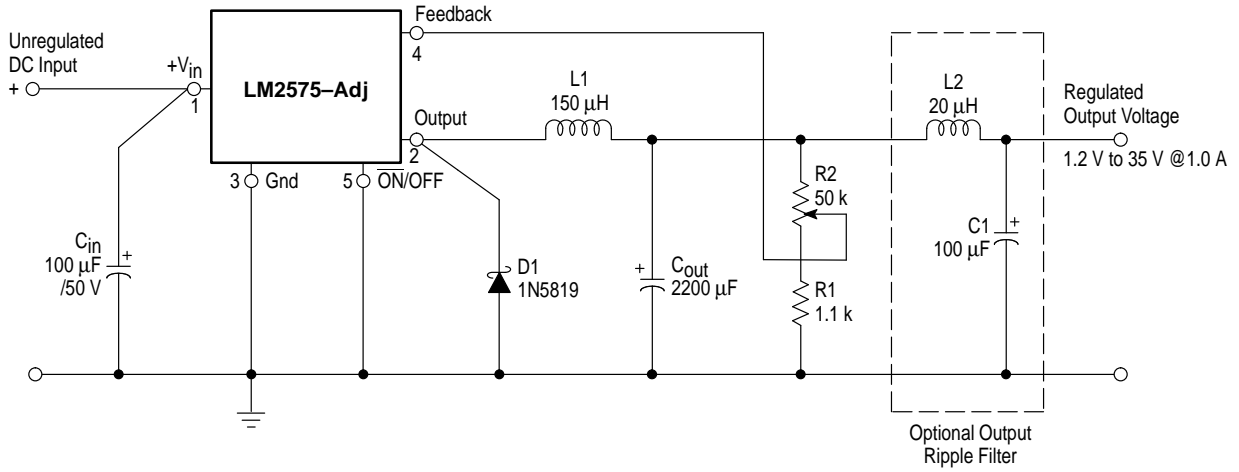 Feedback
4
Unregulated
DC Input
+
+Vin
1
LM2575–Adj
Output
2
3
Gnd
5
ON/OFF
L1
150 µH
L2
20 µH
Regulated
Output Voltage
1.2 V to 35 V @1.0 A
R2
50 k
Cin
100 µF
/50 V
+
D1
1N5819
+
Cout
2200 µF
R1
1.1 k
C1
100 µF
+
Optional Output
Ripple Filter